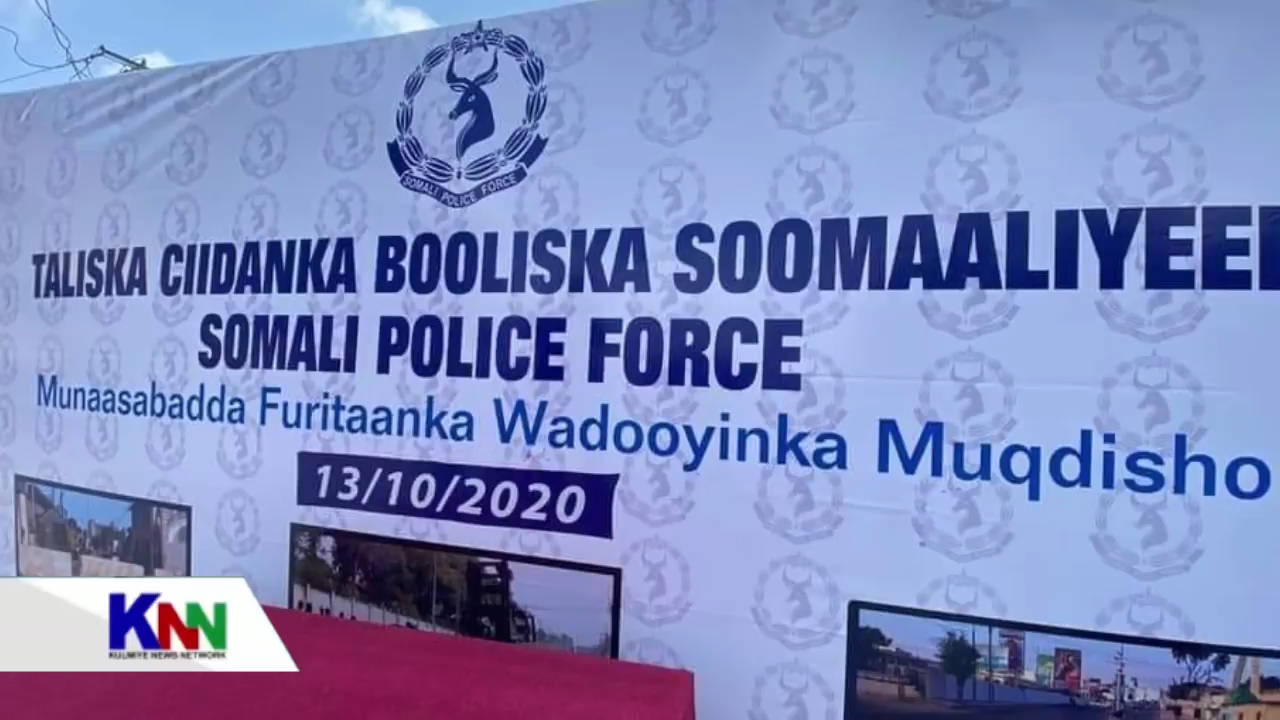 SOMALI POLICE FORCE
TALISKA CIIDANKA BOOLISKA SOOMAALIYEED
SOMALI POLICE FORCE
Munaasabadda Furitaanka Wadooyinka Muqdisho
13/10/2020
KNN
KULMIYE NEWS NETWORK